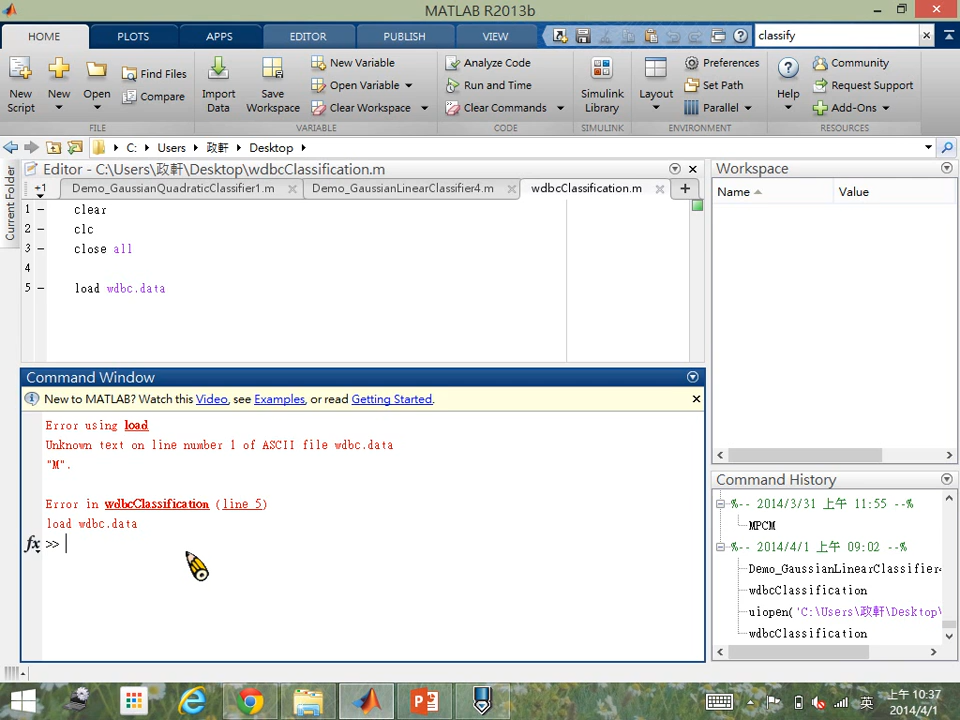 MATLAB R2013b
HOME
PLOTS
APPS
EDITOR
PUBLISH
VIEW
classify
New Script
New
Open
Find Files
Compare
Import Data
Save Workspace
New Variable
Open Variable
Clear Workspace
Analyze Code
Run and Time
Clear Commands
Simulink Library
Layout
Preferences
Set Path
Parallel
Help
Community
Request Support
Add-Ons
FILE
VARIABLE
CODE
SIMULINK
ENVIRONMENT
RESOURCES
C: Users 政軒 Desktop
Current Folder
Editor - C:\Users\政軒\Desktop\wdbcClassification.m
+1
Demo_GaussianQuadraticClassifier1.m
Demo_GaussianLinearClassifier4.m
wdbcClassification.m
1 – clear
2 – clc
3 – close all
4
5 – load wdbc.data
Command Window
New to MATLAB? Watch this Video, see Examples, or read Getting Started.
Error using load
Unknown text on line number 1 of ASCII file wdbc.data
"M".
Error in wdbcClassification (line 5)
load wdbc.data
fx >>
Workspace
Name
Value
Command History
%-- 2014/3/31 上午 11:55 --%
MPCM
%-- 2014/4/1 上午 09:02 --%
Demo_GaussianLinearClassifier4
wdbcClassification
uiopen('C:\Users\政軒\Desktop\
wdbcClassification
英
上午 10:37
2014/4/1